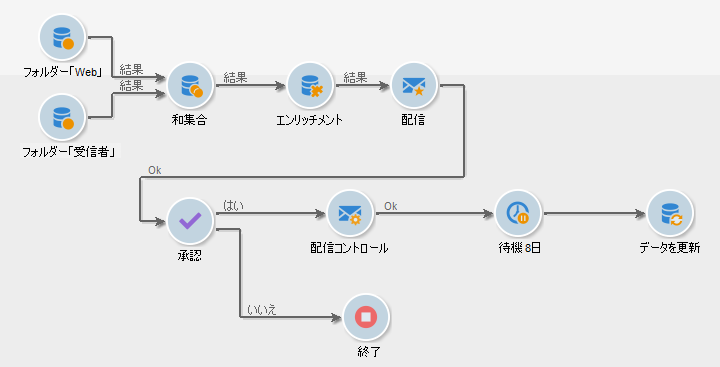 フォルダー「Web」
結果
結果
フォルダー「受信者」
和集合
結果
エンリッチメント
結果
配信
Ok
承認
はい
配信コントロール
Ok
待機 8日
データを更新
いいえ
終了